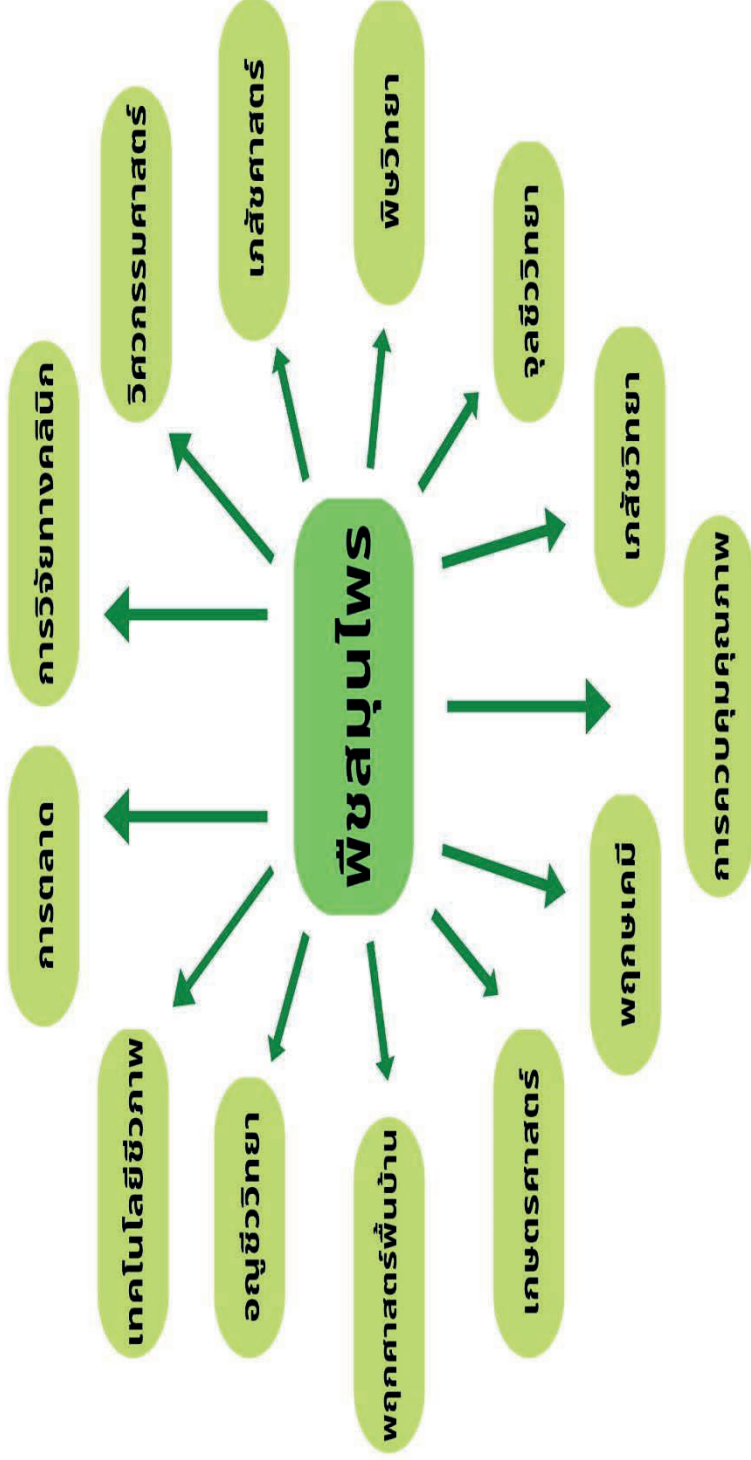 การตลาด
การวิจัยทางคลินิก
เทคโนโลยีชีวภาพ
วิศวกรรมศาสตร์
อณูชีววิทยา
เภสัชศาสตร์
พืชสมุนไพร
พฤกศาสตร์พื้นบ้าน
พิษวิทยา
เกษตรศาสตร์
จุลชีววิทยา
พฤกษเคมี
เภสัชวิทยา
การควบคุมคุณภาพ